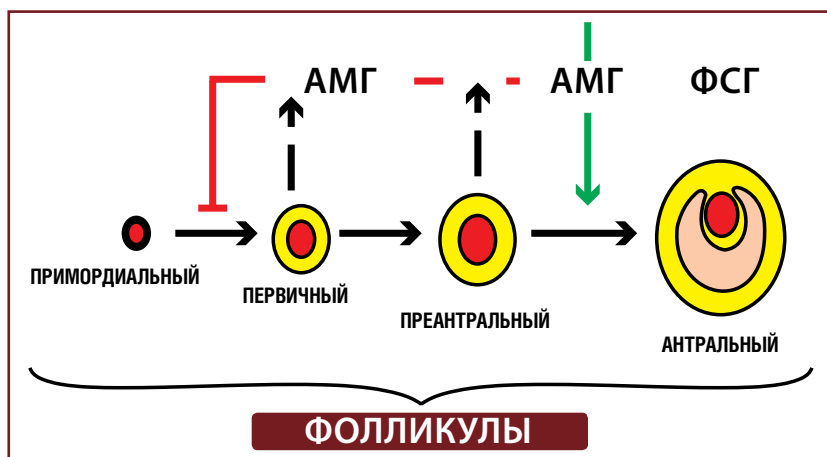 АМГ АМГ ФСГ
ПРИМОРДИАЛЬНЫЙ
ПЕРВИЧНЫЙ
ПРЕАНТРАЛЬНЫЙ
АНТРАЛЬНЫЙ
ФОЛЛИКУЛЫ